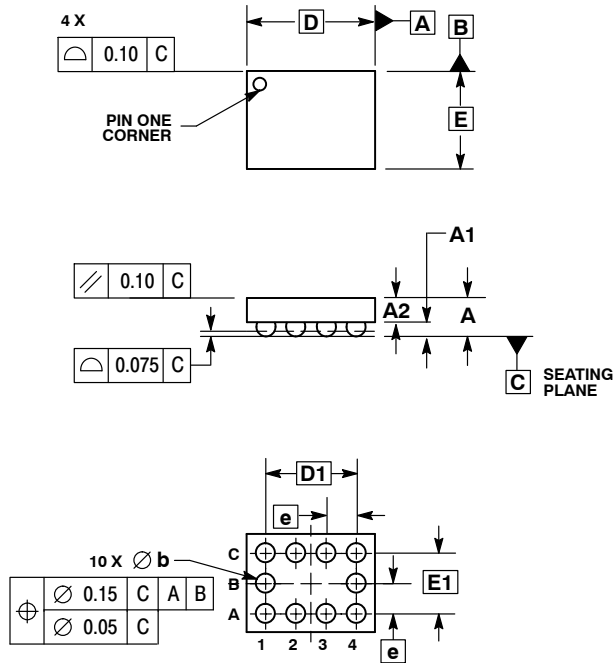 4 X
⌓ 0.10 C
D
A
B
PIN ONE
CORNER
E
A1
⫽ 0.10 C
A2
A
⌓ 0.075 C
C
SEATING
PLANE
D1
e
10 X ∅ b
C
B
A
E1
⌖ ∅ 0.15 C A B
∅ 0.05 C
1 2 3 4
e